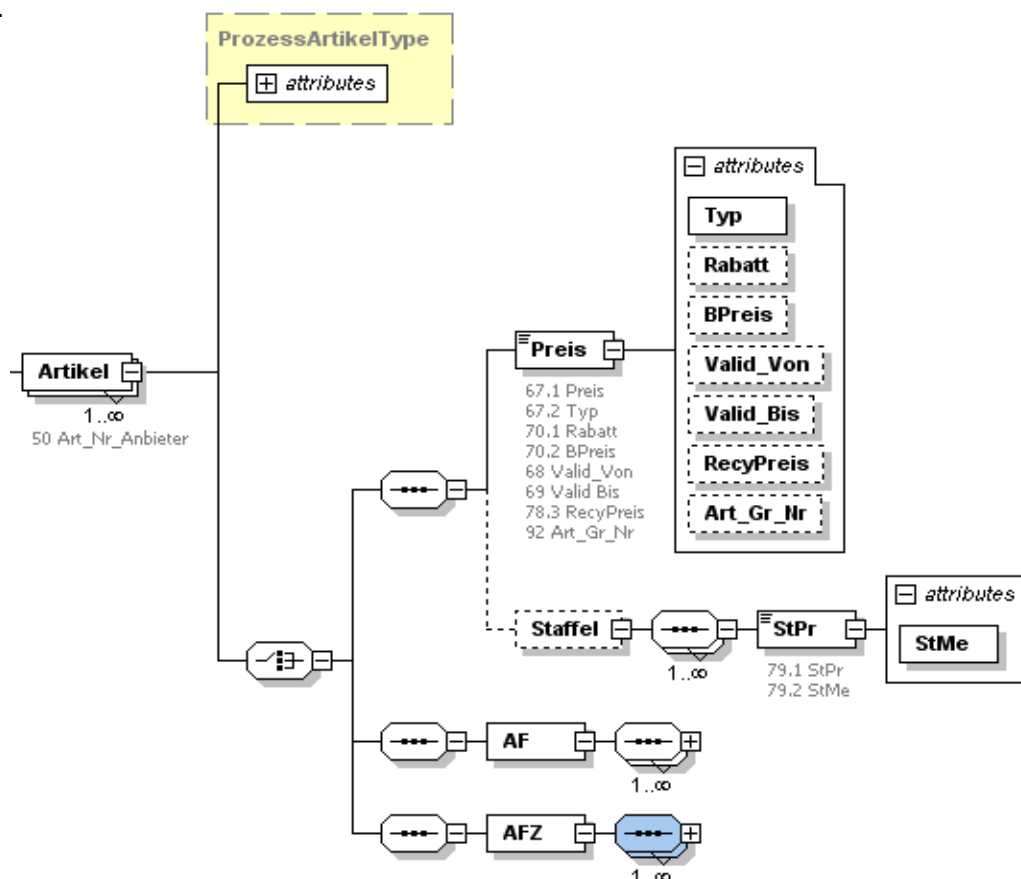 ProzessArtikelType
attributes
attributes
Typ
Rabatt
BPreis
Valid_Von
Valid_Bis
RecyPreis
Art_Gr_Nr
Preis
67.1 Preis
67.2 Typ
70.1 Rabatt
70.2 BPreis
68 Valid_Von
69 Valid Bis
78.3 RecyPreis
92 Art_Gr_Nr
Artikel
1..∞
50 Art_Nr_Anbieter
attributes
Staffel
1..∞
StPr
79.1 StPr
79.2 StMe
StMe
AF
1..∞
AFZ
1..∞